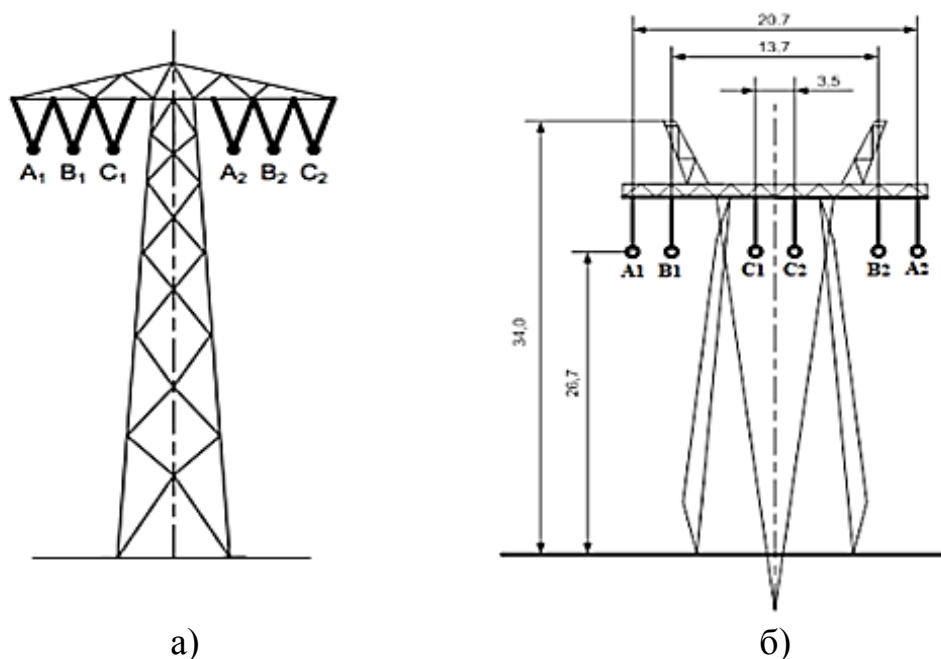 20.7
13.7
3,5
A₁ B₁ C₁ A₂ B₂ C₂
A1 B1 C1 C2 B2 A2
34,0
26,7
а) б)